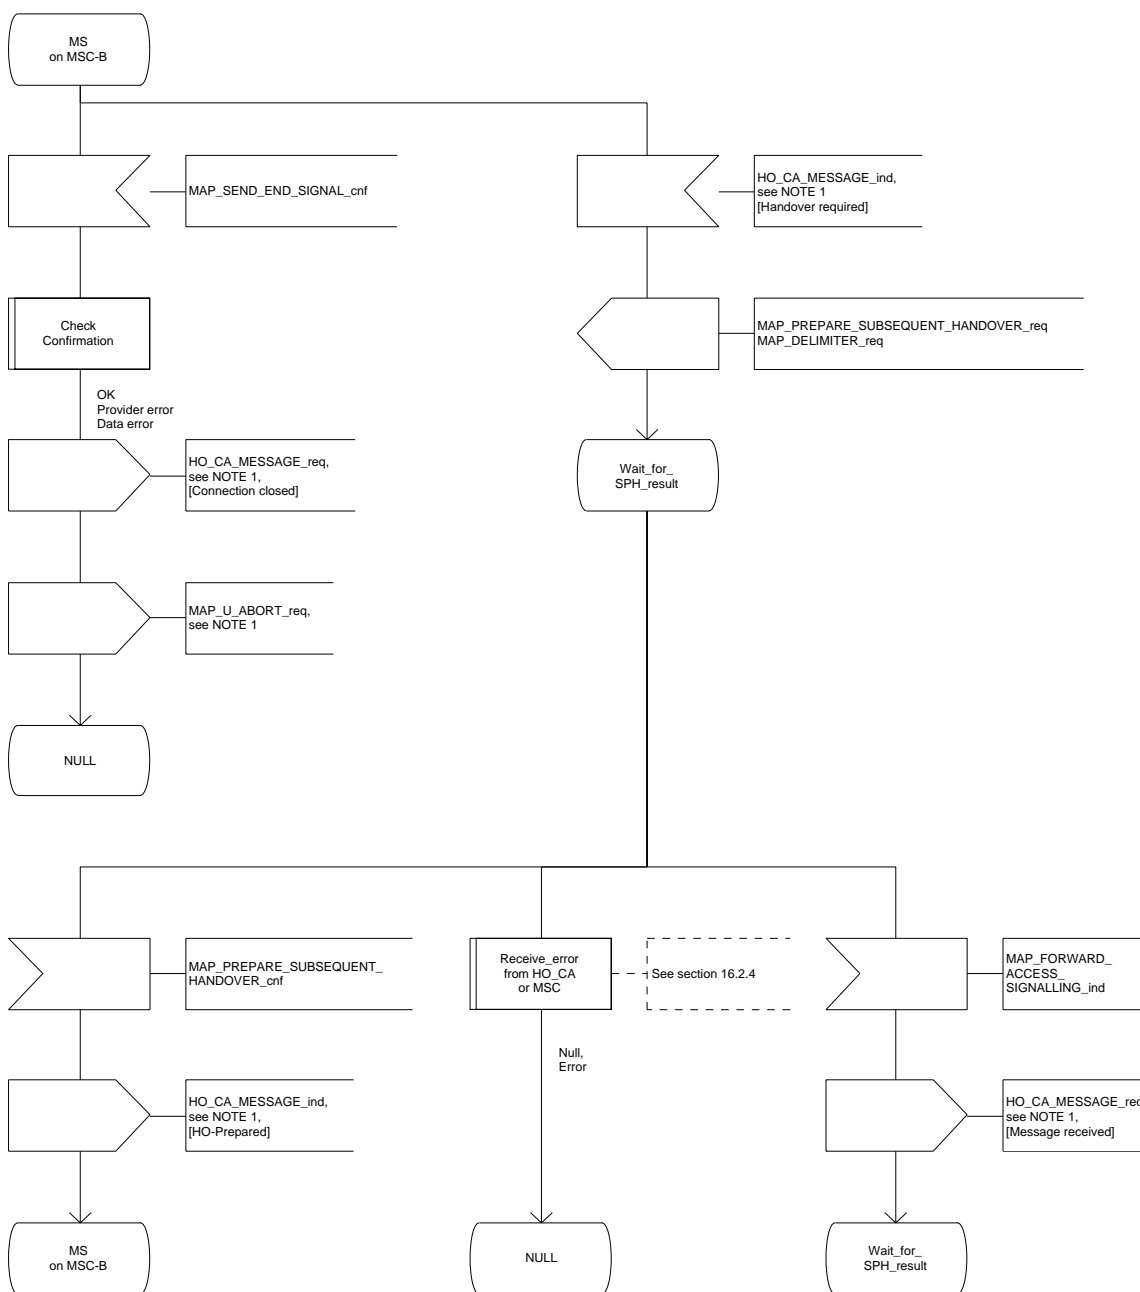 MS
on MSC-B
MAP_SEND_END_SIGNAL_cnf
HO_CA_MESSAGE_ind,
see NOTE 1
[Handover required]
Check
Confirmation
MAP_PREPARE_SUBSEQUENT_HANDOVER_req
MAP_DELIMITER_req
OK
Provider error
Data error
HO_CA_MESSAGE_req,
see NOTE 1,
[Connection closed]
Wait_for_
SPH_result
MAP_U_ABORT_req,
see NOTE 1
NULL
MAP_PREPARE_SUBSEQUENT_
HANDOVER_cnf
Receive_error
from HO_CA
or MSC
See section 16.2.4
MAP_FORWARD_
ACCESS_
SIGNALLING_ind
Null,
Error
HO_CA_MESSAGE_ind,
see NOTE 1,
[HO-Prepared]
HO_CA_MESSAGE_req
see NOTE 1,
[Message received]
MS
on MSC-B
NULL
Wait_for_
SPH_result